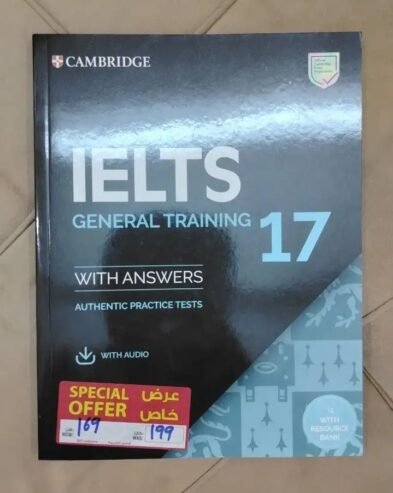 CAMBRIDGE
IELTS
GENERAL TRAINING 17
WITH ANSWERS
AUTHENTIC PRACTICE TESTS
WITH AUDIO
SPECIAL OFFER
عرض خاص
169
199
WITH
RESOURCE
BANK